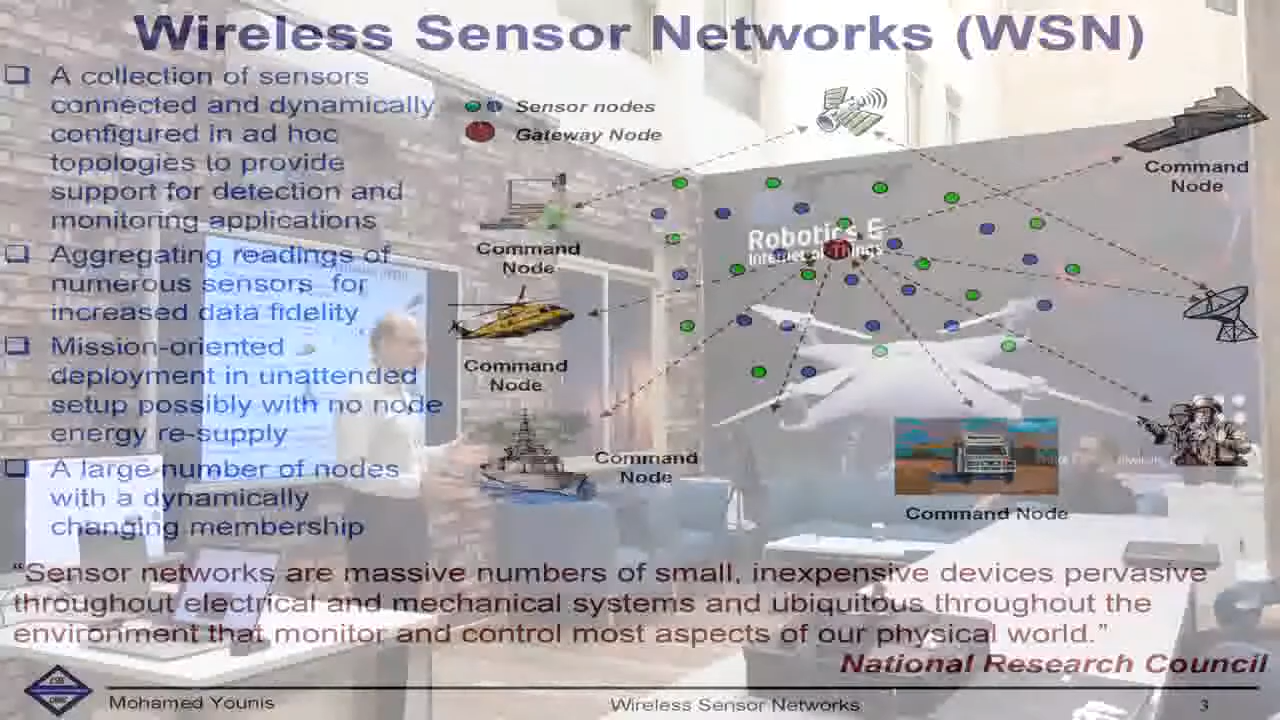 Wireless Sensor Networks (WSN)
❑ A collection of sensors
connected and dynamically
configured in ad hoc
topologies to provide
support for detection and
monitoring applications
❑ Aggregating readings of
numerous sensors for
increased data fidelity
❑ Mission-oriented
deployment in unattended
setup possibly with no node
energy re-supply
❑ A large number of nodes
with a dynamically
changing membership
Sensor nodes
Gateway Node
Command
Node
Command
Node
Command
Node
Command
Node
Command Node
Robotics &
Internet of Things
“Sensor networks are massive numbers of small, inexpensive devices pervasive
throughout electrical and mechanical systems and ubiquitous throughout the
environment that monitor and control most aspects of our physical world.”
National Research Council
Mohamed Younis
Wireless Sensor Networks
3